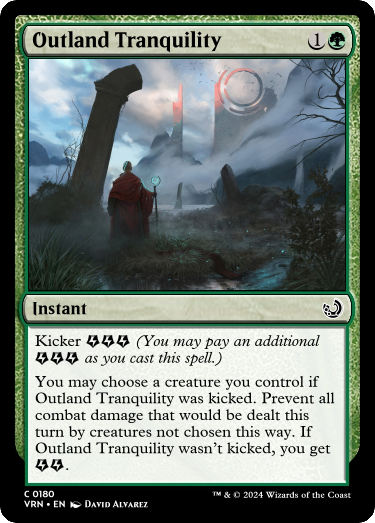 Outland Tranquility 1
Instant
Kicker (You may pay an additional
as you cast this spell.)
You may choose a creature you control if
Outland Tranquility was kicked. Prevent all
combat damage that would be dealt this
turn by creatures not chosen this way. If
Outland Tranquility wasn't kicked, you get
.
C 0180
VRN • EN David Alvarez
™ & © 2024 Wizards of the Coast